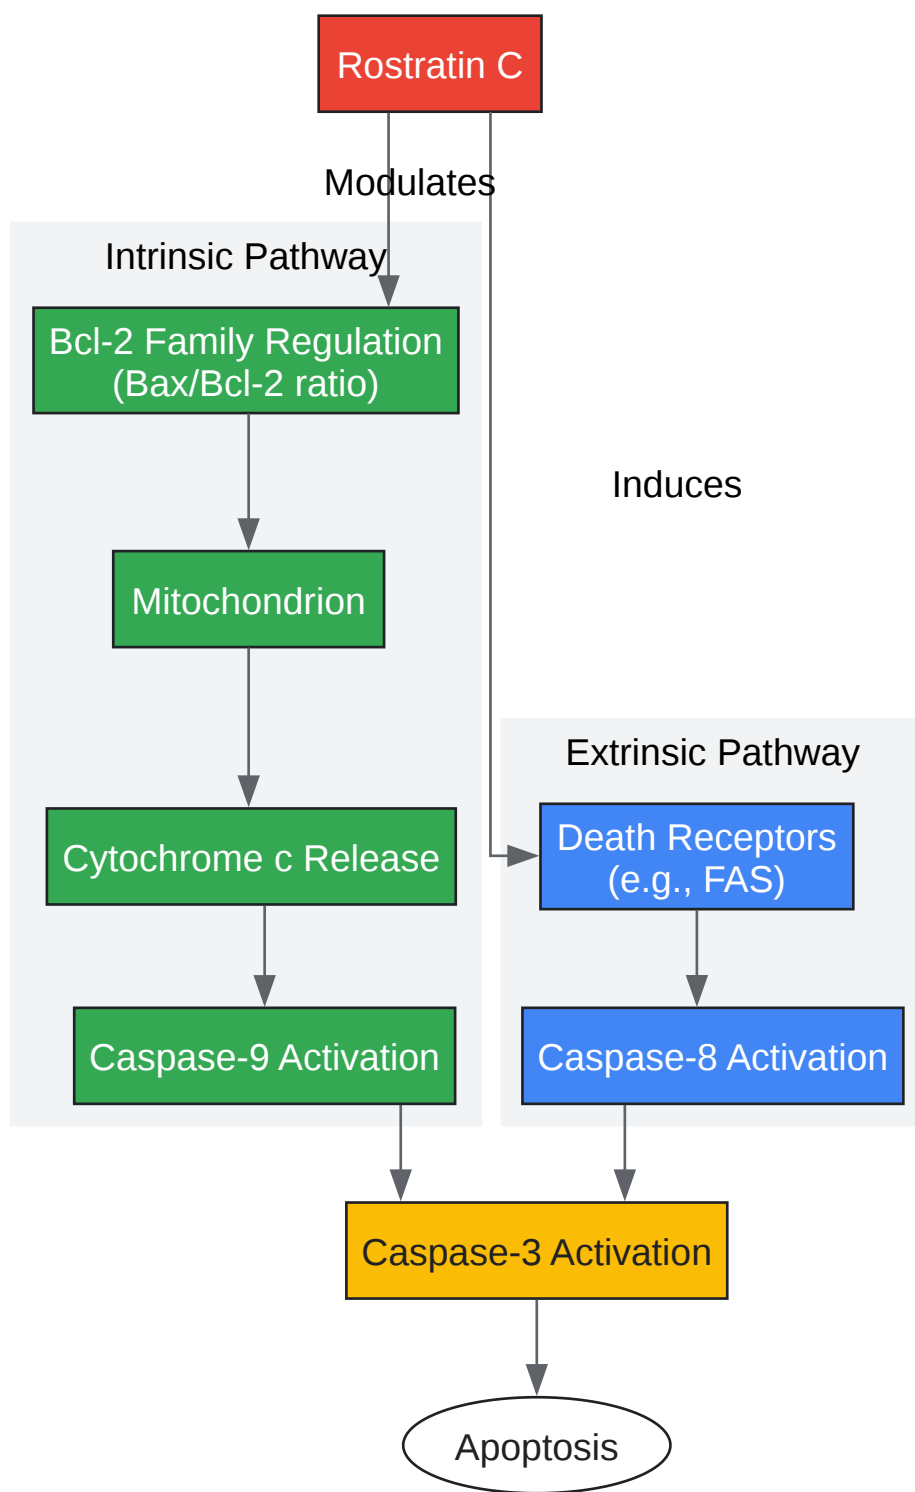 Rostratin C
Modulates
Intrinsic Pathway
Bcl-2 Family Regulation
(Bax/Bcl-2 ratio)
Induces
Mitochondrion
Extrinsic Pathway
Cytochrome c Release
Death Receptors
(e.g., FAS)
Caspase-9 Activation
Caspase-8 Activation
Caspase-3 Activation
Apoptosis